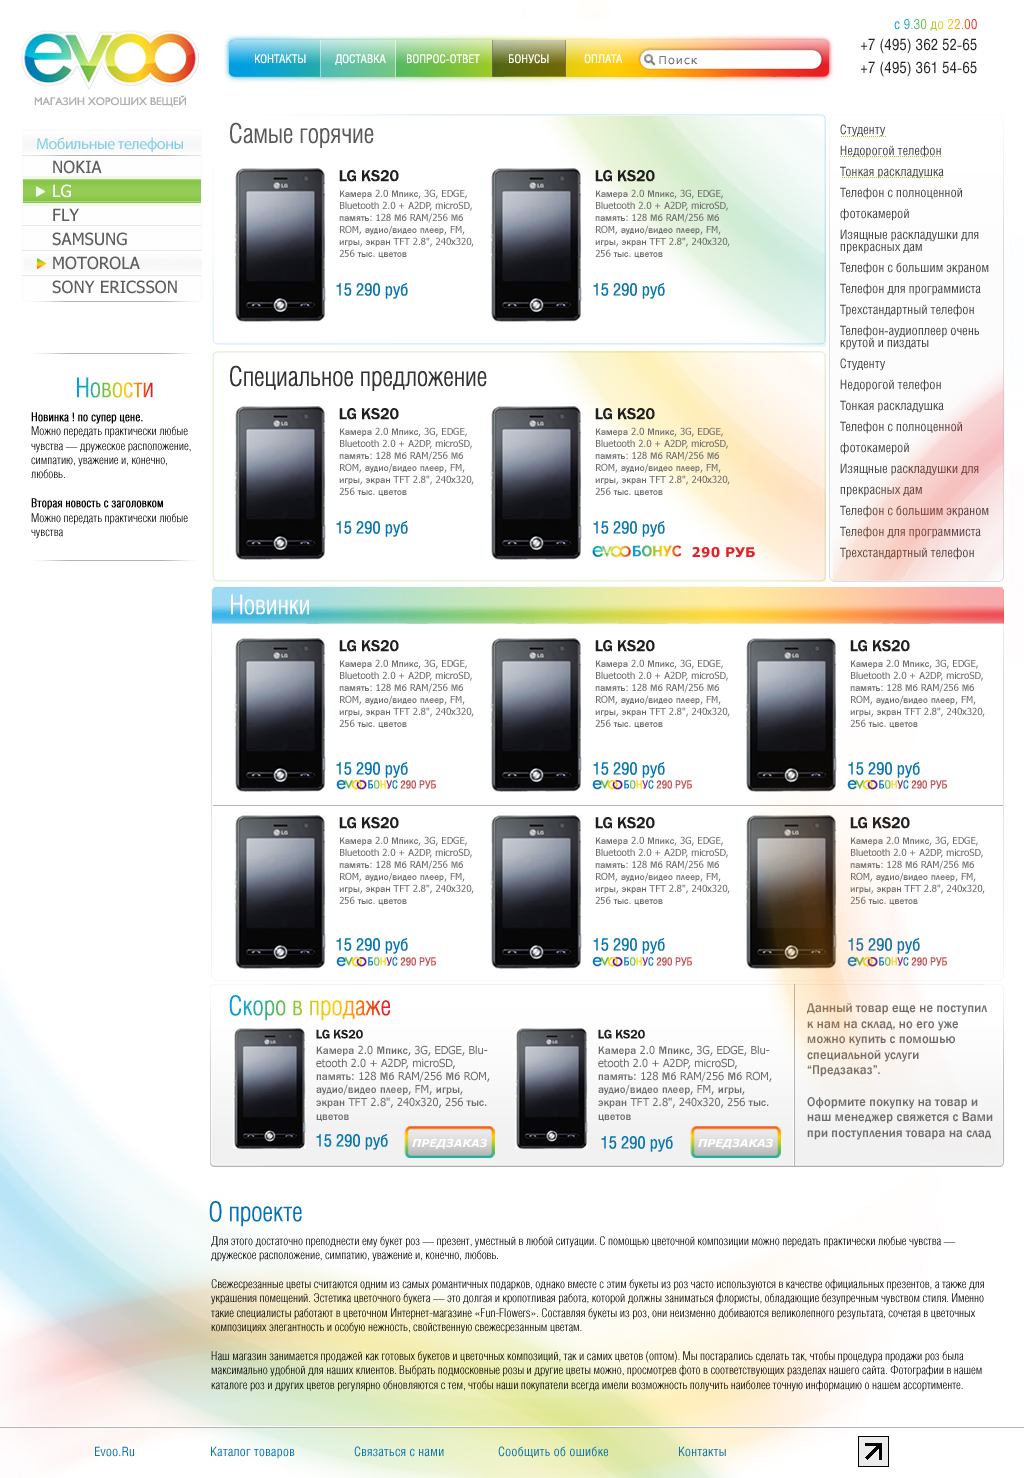 evoo
МАГАЗИН ХОРОШИХ ВЕЩЕЙ
КОНТАКТЫ
ДОСТАВКА
ВОПРОС-ОТВЕТ
БОНУСЫ
ОПЛАТА
Поиск
с 9.30 до 22.00
+7 (495) 362 52-65
+7 (495) 361 54-65
Мобильные телефоны
NOKIA
LG
FLY
SAMSUNG
MOTOROLA
SONY ERICSSON
Новости
Новинка ! по супер цене.
Можно передать практически любые
чувства — дружеское расположение,
симпатию, уважение и, конечно,
любовь.
Вторая новость с заголовком
Можно передать практически любые
чувства
Самые горячие
LG KS20
Камера 2.0 Мпикс, 3G, EDGE,
Bluetooth 2.0 + A2DP, microSD,
память: 128 Мб RAM/256 Мб
ROM, аудио/видео плеер, FM,
игры, экран TFT 2.8", 240x320,
256 тыс. цветов
15 290 руб
LG KS20
Камера 2.0 Мпикс, 3G, EDGE,
Bluetooth 2.0 + A2DP, microSD,
память: 128 Мб RAM/256 Мб
ROM, аудио/видео плеер, FM,
игры, экран TFT 2.8", 240x320,
256 тыс. цветов
15 290 руб
Специальное предложение
LG KS20
Камера 2.0 Мпикс, 3G, EDGE,
Bluetooth 2.0 + A2DP, microSD,
память: 128 Мб RAM/256 Мб
ROM, аудио/видео плеер, FM,
игры, экран TFT 2.8", 240x320,
256 тыс. цветов
15 290 руб
LG KS20
Камера 2.0 Мпикс, 3G, EDGE,
Bluetooth 2.0 + A2DP, microSD,
память: 128 Мб RAM/256 Мб
ROM, аудио/видео плеер, FM,
игры, экран TFT 2.8", 240x320,
256 тыс. цветов
15 290 руб
evooБОНУС 290 РУБ
Студенту
Недорогой телефон
Тонкая раскладушка
Телефон с полноценной
фотокамерой
Изящные раскладушки для
прекрасных дам
Телефон с большим экраном
Телефон для программиста
Трехстандартный телефон
Телефон-аудиоплеер очень
крутой и пиздаты
Студенту
Недорогой телефон
Тонкая раскладушка
Телефон с полноценной
фотокамерой
Изящные раскладушки для
прекрасных дам
Телефон с большим экраном
Телефон для программиста
Трехстандартный телефон
Новинки
LG KS20
Камера 2.0 Мпикс, 3G, EDGE,
Bluetooth 2.0 + A2DP, microSD,
память: 128 Мб RAM/256 Мб
ROM, аудио/видео плеер, FM,
игры, экран TFT 2.8", 240x320,
256 тыс. цветов
15 290 руб
evooБОНУС 290 РУБ
LG KS20
Камера 2.0 Мпикс, 3G, EDGE,
Bluetooth 2.0 + A2DP, microSD,
память: 128 Мб RAM/256 Мб
ROM, аудио/видео плеер, FM,
игры, экран TFT 2.8", 240x320,
256 тыс. цветов
15 290 руб
evooБОНУС 290 РУБ
LG KS20
Камера 2.0 Мпикс, 3G, EDGE,
Bluetooth 2.0 + A2DP, microSD,
память: 128 Мб RAM/256 Мб
ROM, аудио/видео плеер, FM,
игры, экран TFT 2.8", 240x320,
256 тыс. цветов
15 290 руб
evooБОНУС 290 РУБ
LG KS20
Камера 2.0 Мпикс, 3G, EDGE,
Bluetooth 2.0 + A2DP, microSD,
память: 128 Мб RAM/256 Мб
ROM, аудио/видео плеер, FM,
игры, экран TFT 2.8", 240x320,
256 тыс. цветов
15 290 руб
evooБОНУС 290 РУБ
LG KS20
Камера 2.0 Мпикс, 3G, EDGE,
Bluetooth 2.0 + A2DP, microSD,
память: 128 Мб RAM/256 Мб
ROM, аудио/видео плеер, FM,
игры, экран TFT 2.8", 240x320,
256 тыс. цветов
15 290 руб
evooБОНУС 290 РУБ
LG KS20
Камера 2.0 Мпикс, 3G, EDGE,
Bluetooth 2.0 + A2DP, microSD,
память: 128 Мб RAM/256 Мб
ROM, аудио/видео плеер, FM,
игры, экран TFT 2.8", 240x320,
256 тыс. цветов
15 290 руб
evooБОНУС 290 РУБ
Скоро в продаже
LG KS20
Камера 2.0 Мпикс, 3G, EDGE, Blu-
etooth 2.0 + A2DP, microSD,
память: 128 Мб RAM/256 Мб ROM,
аудио/видео плеер, FM, игры,
экран TFT 2.8", 240x320, 256 тыс.
цветов
15 290 руб
ПРЕДЗАКАЗ
LG KS20
Камера 2.0 Мпикс, 3G, EDGE, Blu-
etooth 2.0 + A2DP, microSD,
память: 128 Мб RAM/256 Мб ROM,
аудио/видео плеер, FM, игры,
экран TFT 2.8", 240x320, 256 тыс.
цветов
15 290 руб
ПРЕДЗАКАЗ
Данный товар еще не поступил
к нам на склад, но его уже
можно купить с помошью
специальной услуги
“Предзаказ”.
Оформите покупку на товар и
наш менеджер свяжется с Вами
при поступления товара на слад
О проекте
Для этого достаточно преподнести ему букет роз — презент, уместный в любой ситуации. С помощью цветочной композиции можно передать практически любые чувства —
дружеское расположение, симпатию, уважение и, конечно, любовь.
Свежесрезанные цветы считаются одним из самых романтичных подарков, однако вместе с этим букеты из роз часто используются в качестве официальных презентов, а также для
украшения помещений. Эстетика цветочного букета — это долгая и кропотливая работа, которой должны заниматься флористы, обладающие безупречным чувством стиля. Именно
такие специалисты работают в цветочном Интернет-магазине «Fun-Flowers». Составляя букеты из роз, они неизменно добиваются великолепного результата, сочетая в цветочных
композициях элегантность и особую нежность, свойственную свежесрезанным цветам.
Наш магазин занимается продажей как готовых букетов и цветочных композиций, так и самих цветов (оптом). Мы постарались сделать так, чтобы процедура продажи роз была
максимально удобной для наших клиентов. Выбрать подмосковные розы и другие цветы можно, просмотрев фото в соответствующих разделах нашего сайта. Фотографии в нашем
каталоге роз и других цветов регулярно обновляются с тем, чтобы наши покупатели всегда имели возможность получить наиболее точную информацию о нашем ассортименте.
Evoo.Ru
Каталог товаров
Связаться с нами
Сообщить об ошибке
Контакты